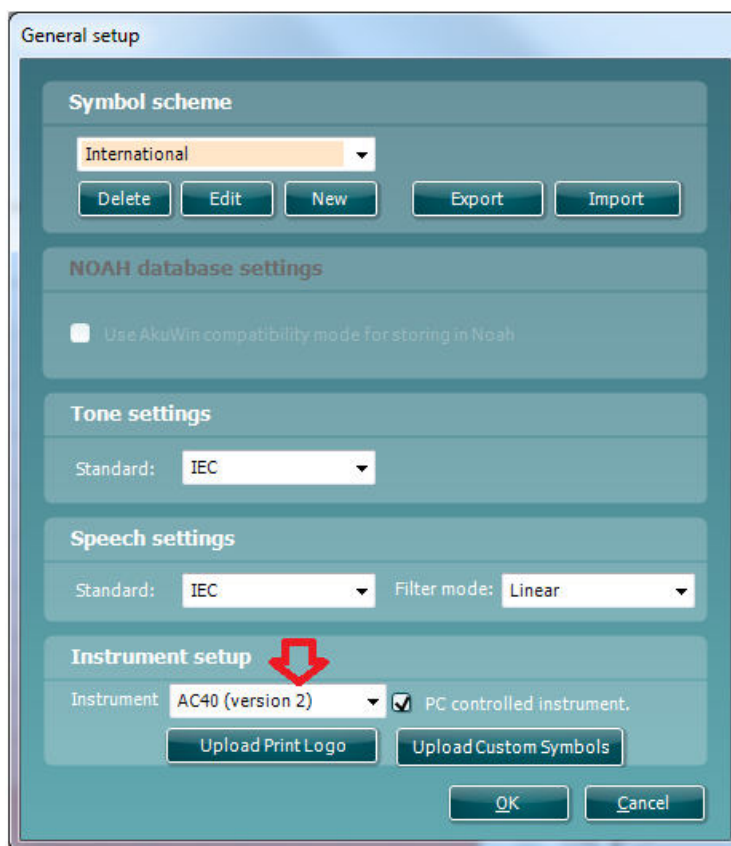 General setup
Symbol scheme
International
Delete Edit New Export Import
NOAH database settings
Use AkuWin compatibility mode for storing in Noah
Tone settings
Standard: IEC
Speech settings
Standard: IEC Filter mode: Linear
Instrument setup
Instrument AC40 (version 2) PC controlled instrument.
Upload Print Logo Upload Custom Symbols
OK Cancel